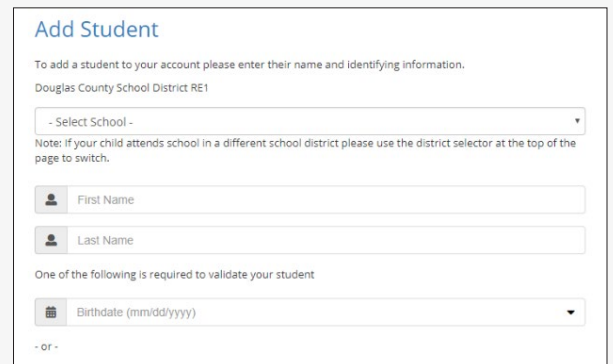 Add Student
To add a student to your account please enter their name and identifying information.
Douglas County School District RE1
- Select School -
Note: If your child attends school in a different school district please use the district selector at the top of the
page to switch.
First Name
Last Name
One of the following is required to validate your student
Birthdate (mm/dd/yyyy)
- or -